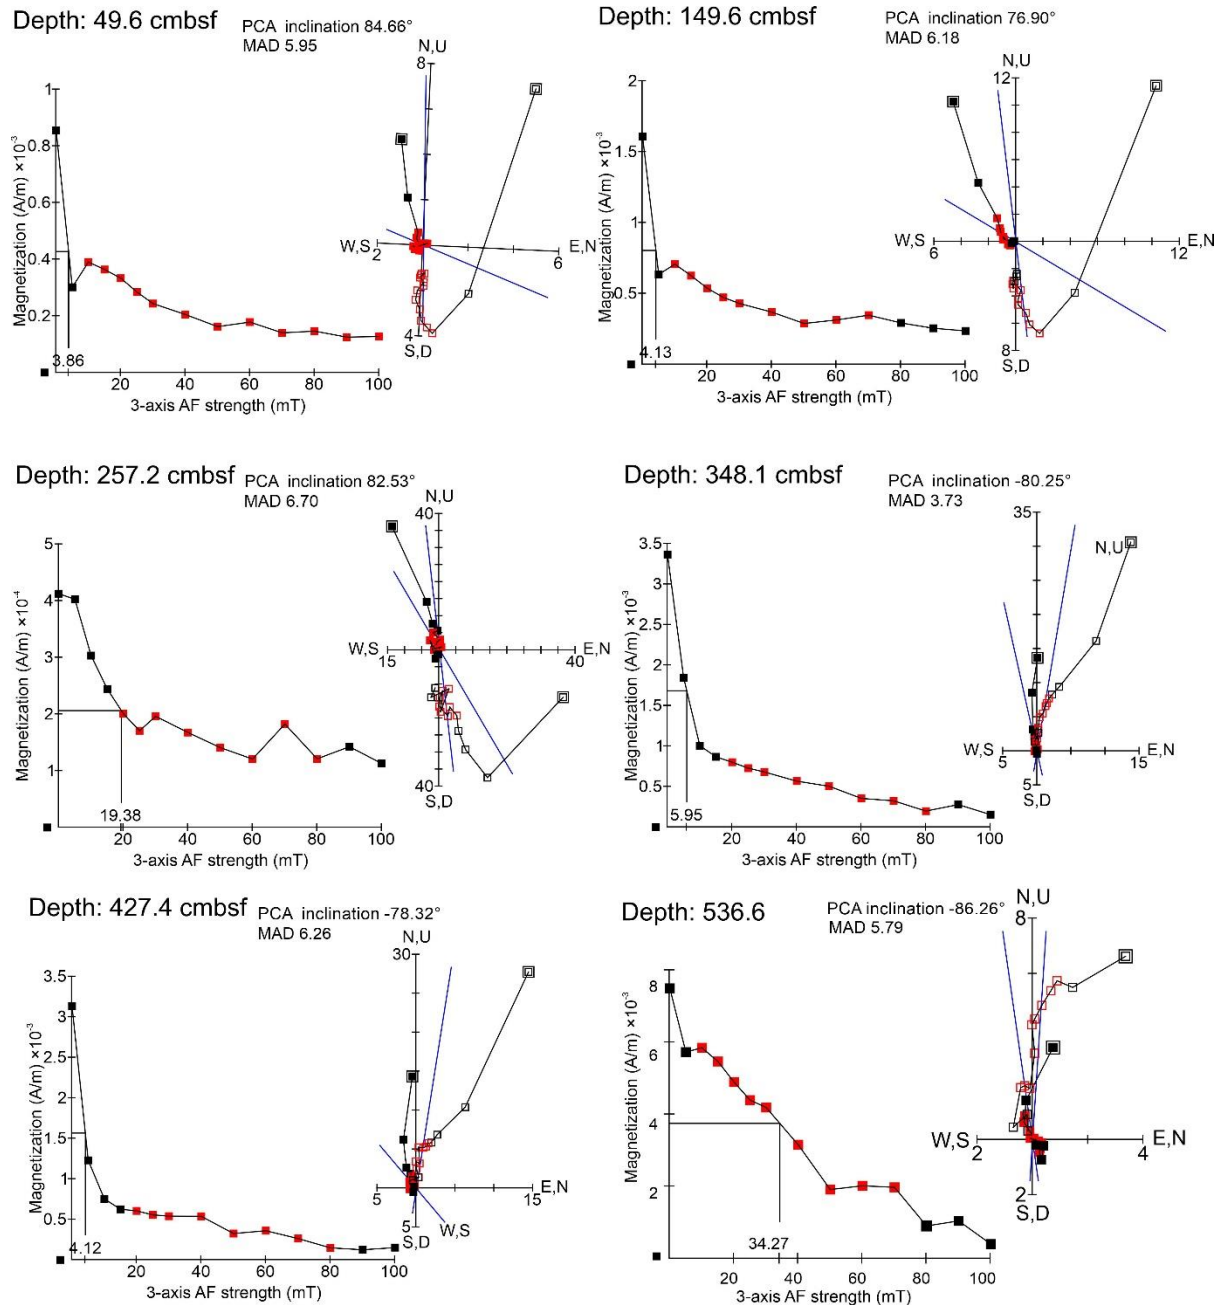 Depth: 49.6 cmbsf
PCA inclination 84.66°
MAD 5.95
N,U
8
1
0.8
0.6
0.4
0.2
Magnetization (A/m) ×10⁻³
3.86
20
40
60
80
100
3-axis AF strength (mT)
W,S
2
E,N
6
4
S,D
Depth: 149.6 cmbsf
PCA inclination 76.90°
MAD 6.18
N,U
12
2
1.5
1
0.5
Magnetization (A/m) ×10⁻³
4.13
20
40
60
80
100
3-axis AF strength (mT)
W,S
6
E,N
12
8
S,D
Depth: 257.2 cmbsf
PCA inclination 82.53°
MAD 6.70
N,U
40
5
4
3
2
1
Magnetization (A/m) ×10⁻⁴
19.38
20
40
60
80
100
3-axis AF strength (mT)
W,S
15
E,N
40
40
S,D
Depth: 348.1 cmbsf
PCA inclination -80.25°
MAD 3.73
35
N,U
3.5
3
2.5
2
1.5
1
0.5
Magnetization (A/m) ×10⁻³
5.95
20
40
60
80
100
3-axis AF strength (mT)
W,S
5
E,N
15
5
S,D
Depth: 427.4 cmbsf
PCA inclination -78.32°
MAD 6.26
N,U
30
3.5
3
2.5
2
1.5
1
0.5
Magnetization (A/m) ×10⁻³
4.12
20
40
60
80
100
3-axis AF strength (mT)
5
E,N
15
W,S
5
S,D
Depth: 536.6
PCA inclination -86.26°
MAD 5.79
N,U
8
8
6
4
2
Magnetization (A/m) ×10⁻³
34.27
20
40
60
80
100
3-axis AF strength (mT)
W,S
2
E,N
4
2
S,D